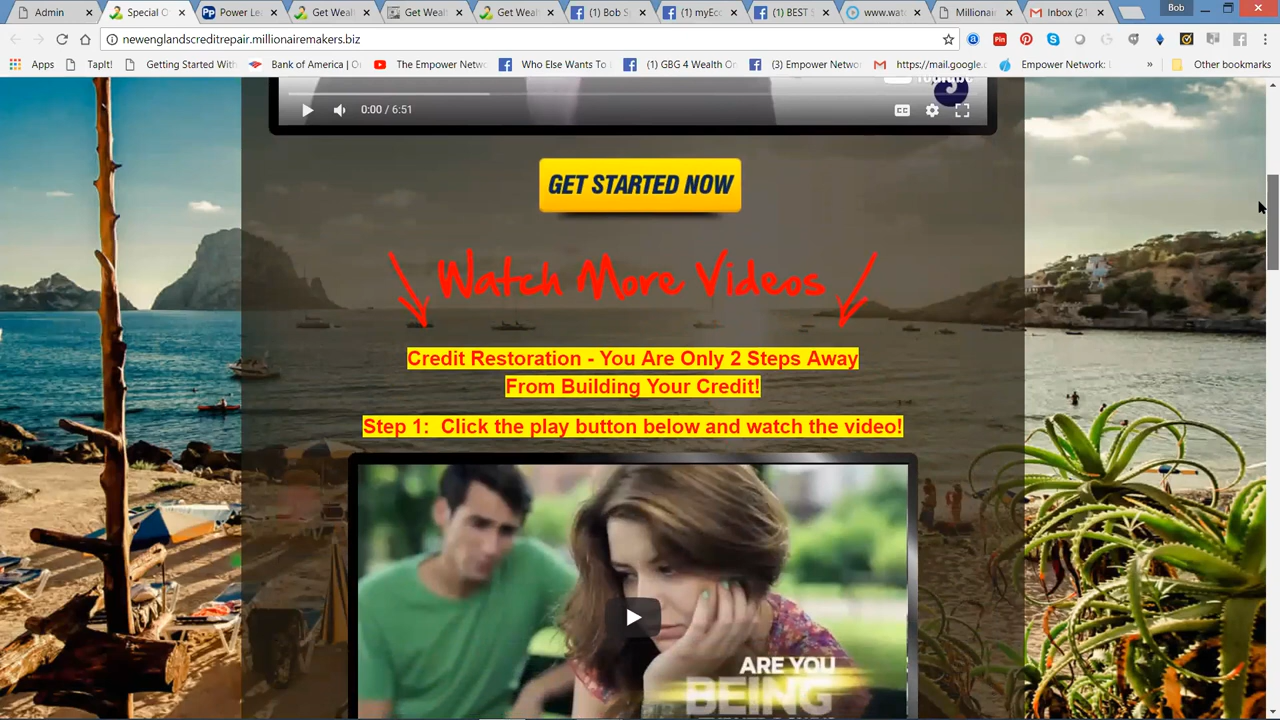 Admin
Special O
Power Le
Get Weal
Get Weal
Get Weal
(1) Bob S
(1) myEc
(1) BEST
www.wat
Millionai
Inbox (21
Bob
newenglandscreditrepair.millionairemakers.biz
Apps
TapIt!
Getting Started With
Bank of America | O
The Empower Netw
Who Else Wants To
(1) GBG 4 Wealth O
(3) Empower Netwo
https://mail.google.c
Empower Network:
»
Other bookmarks
0:00 / 6:51
CC
GET STARTED NOW
Watch More Videos
Credit Restoration - You Are Only 2 Steps Away
From Building Your Credit!
Step 1: Click the play button below and watch the video!
ARE YOU
BEING